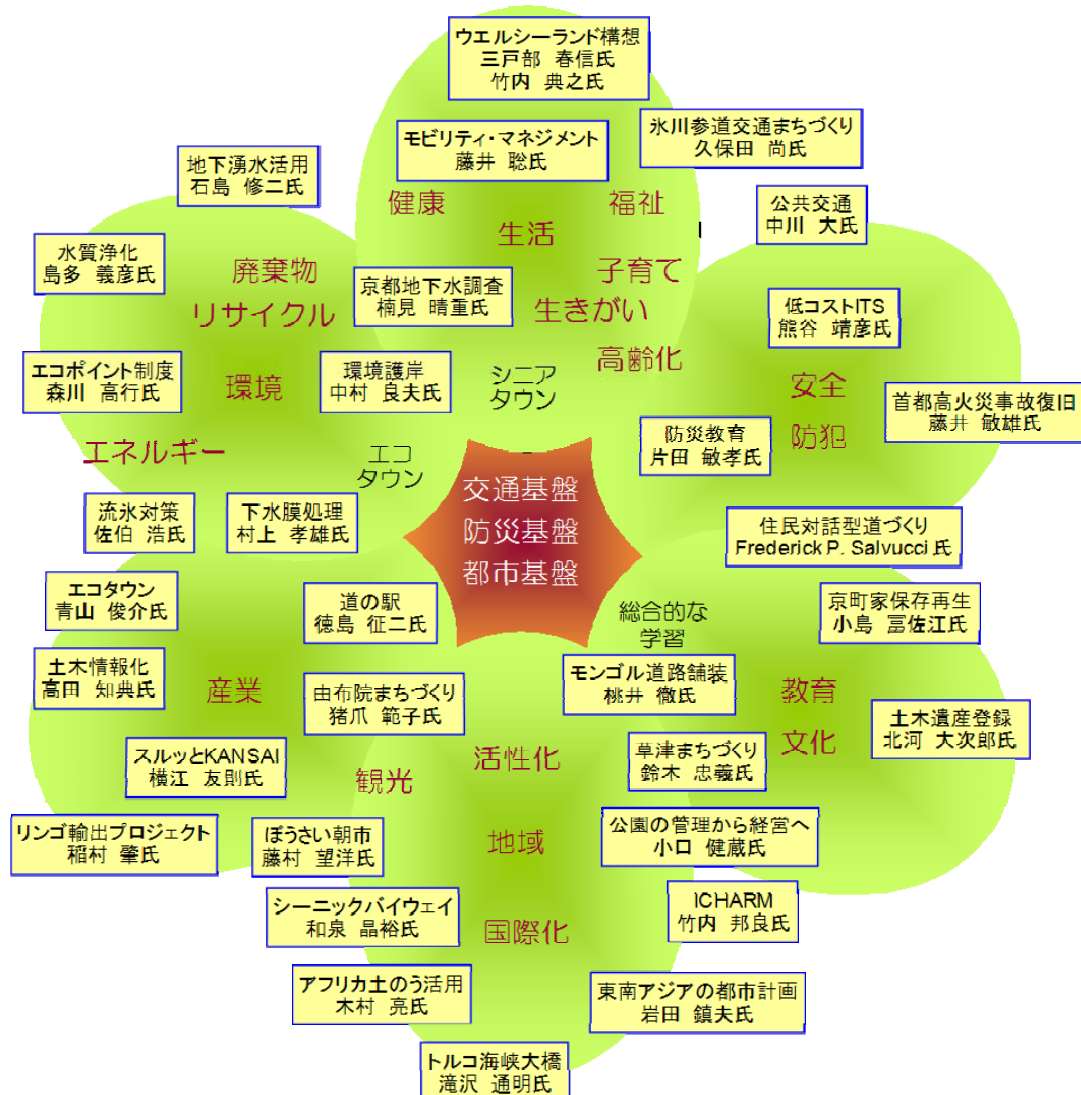 ウエルシーランド構想
三戸部 春信氏
竹内 典之氏
モビリティ・マネジメント
藤井 聡氏
氷川参道交通まちづくり
久保田 尚氏
地下湧水活用
石島 修二氏
健康
福祉
生活
公共交通
中川 大氏
水質浄化
島多 義彦氏
廃棄物
リサイクル
京都地下水調査
楠見 晴重氏
子育て
生きがい
高齢化
低コストITS
熊谷 靖彦氏
エコポイント制度
森川 高行氏
環境
環境護岸
中村 良夫氏
シニア
タウン
安全
防犯
首都高火災事故復旧
藤井 敏雄氏
防災教育
片田 敏孝氏
エネルギー
エコ
タウン
交通基盤
防災基盤
都市基盤
流氷対策
佐伯 浩氏
下水膜処理
村上 孝雄氏
住民対話型道づくり
Frederick P. Salvucci 氏
エコタウン
青山 俊介氏
道の駅
徳島 征二氏
総合的な
学習
京町家保存再生
小島 冨佐江氏
土木情報化
高田 知典氏
産業
由布院まちづくり
猪爪 範子氏
モンゴル道路舗装
桃井 徹氏
教育
文化
土木遺産登録
北河 大次郎氏
スルッとKANSAI
横江 友則氏
観光
活性化
草津まちづくり
鈴木 忠義氏
リンゴ輸出プロジェクト
稲村 肇氏
ぼうさい朝市
藤村 望洋氏
地域
公園の管理から経営へ
小口 健蔵氏
シーニックバイウェイ
和泉 晶裕氏
国際化
ICHARM
竹内 邦良氏
アフリカ土のう活用
木村 亮氏
東南アジアの都市計画
岩田 鎮夫氏
トルコ海峡大橋
滝沢 通明氏